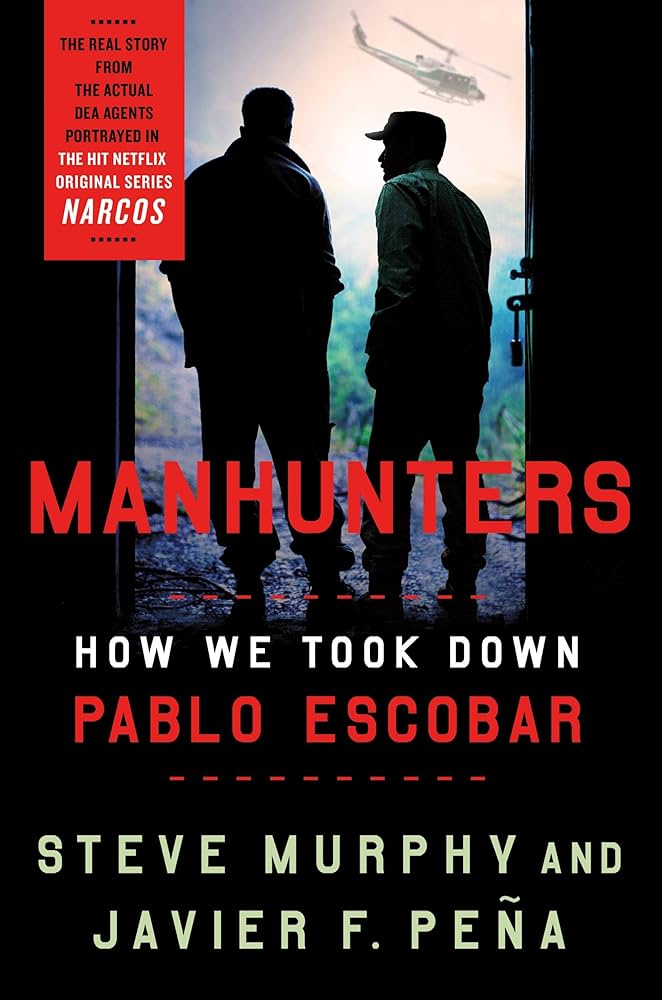 THE REAL STORY
FROM
THE ACTUAL
DEA AGENTS
PORTRAYED IN
THE HIT NETFLIX
ORIGINAL SERIES
NARCOS
MANHUNTERS
HOW WE TOOK DOWN
PABLO ESCOBAR
STEVE MURPHY AND
JAVIER F. PEÑA